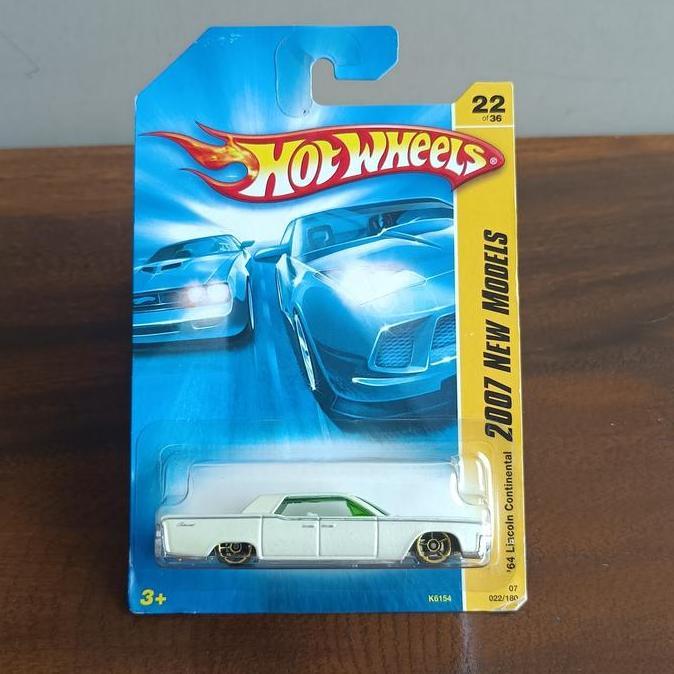 HOT WHEELS®
22
of 36
2007 NEW MODELS
'64 Lincoln Continental
3+
K6154
07
022/180